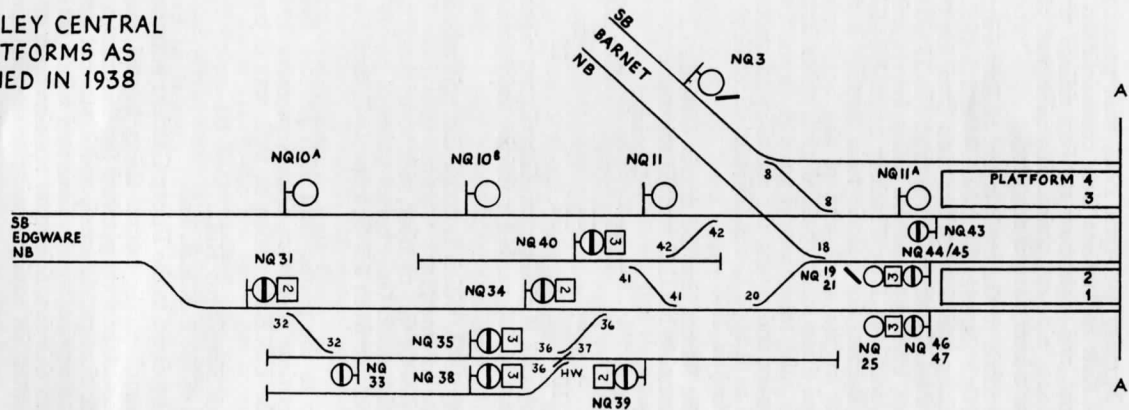 LEY CENTRAL
TFORMS AS
ED IN 1938
SB
BARNET
NB
NQ3
A
NQ10A
NQ10B
NQ11
8
8
NQ11A
PLATFORM 4
3
SB
EDGWARE
NB
NQ31
NQ40
3
42
42
18
NQ43
NQ44/45
2
NQ34
2
41
41
20
NQ 19
21
3
2
1
32
32
NQ35
3
36
36
37
NQ
25
3
NQ 46
47
NQ
33
NQ38
3
36
HW
2
NQ39
A